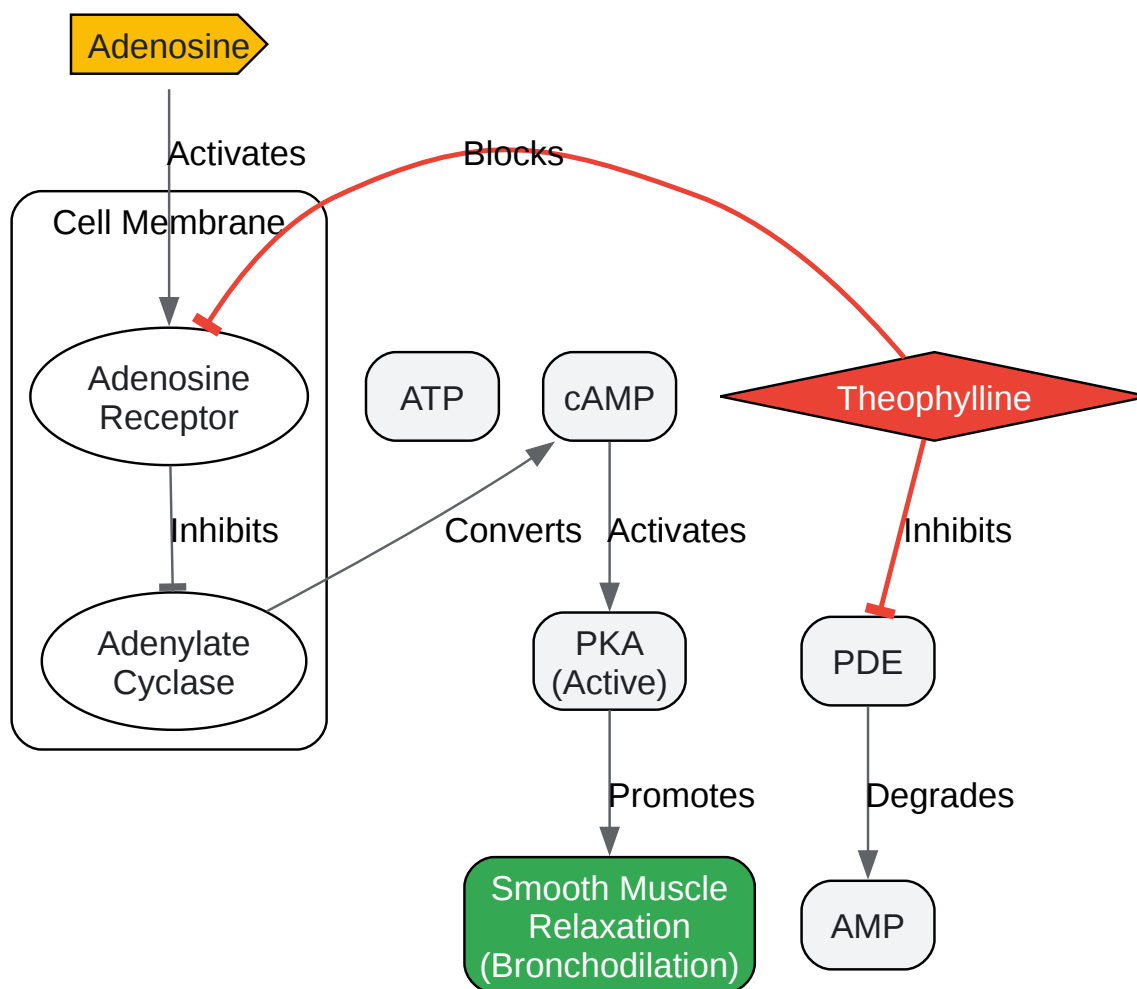 Adenosine
Activates
Blocks
Cell Membrane
Adenosine
Receptor
ATP
cAMP
Theophylline
Inhibits
Converts
Activates
Inhibits
Adenylate
Cyclase
PKA
(Active)
PDE
Promotes
Degrades
Smooth Muscle
Relaxation
(Bronchodilation)
AMP